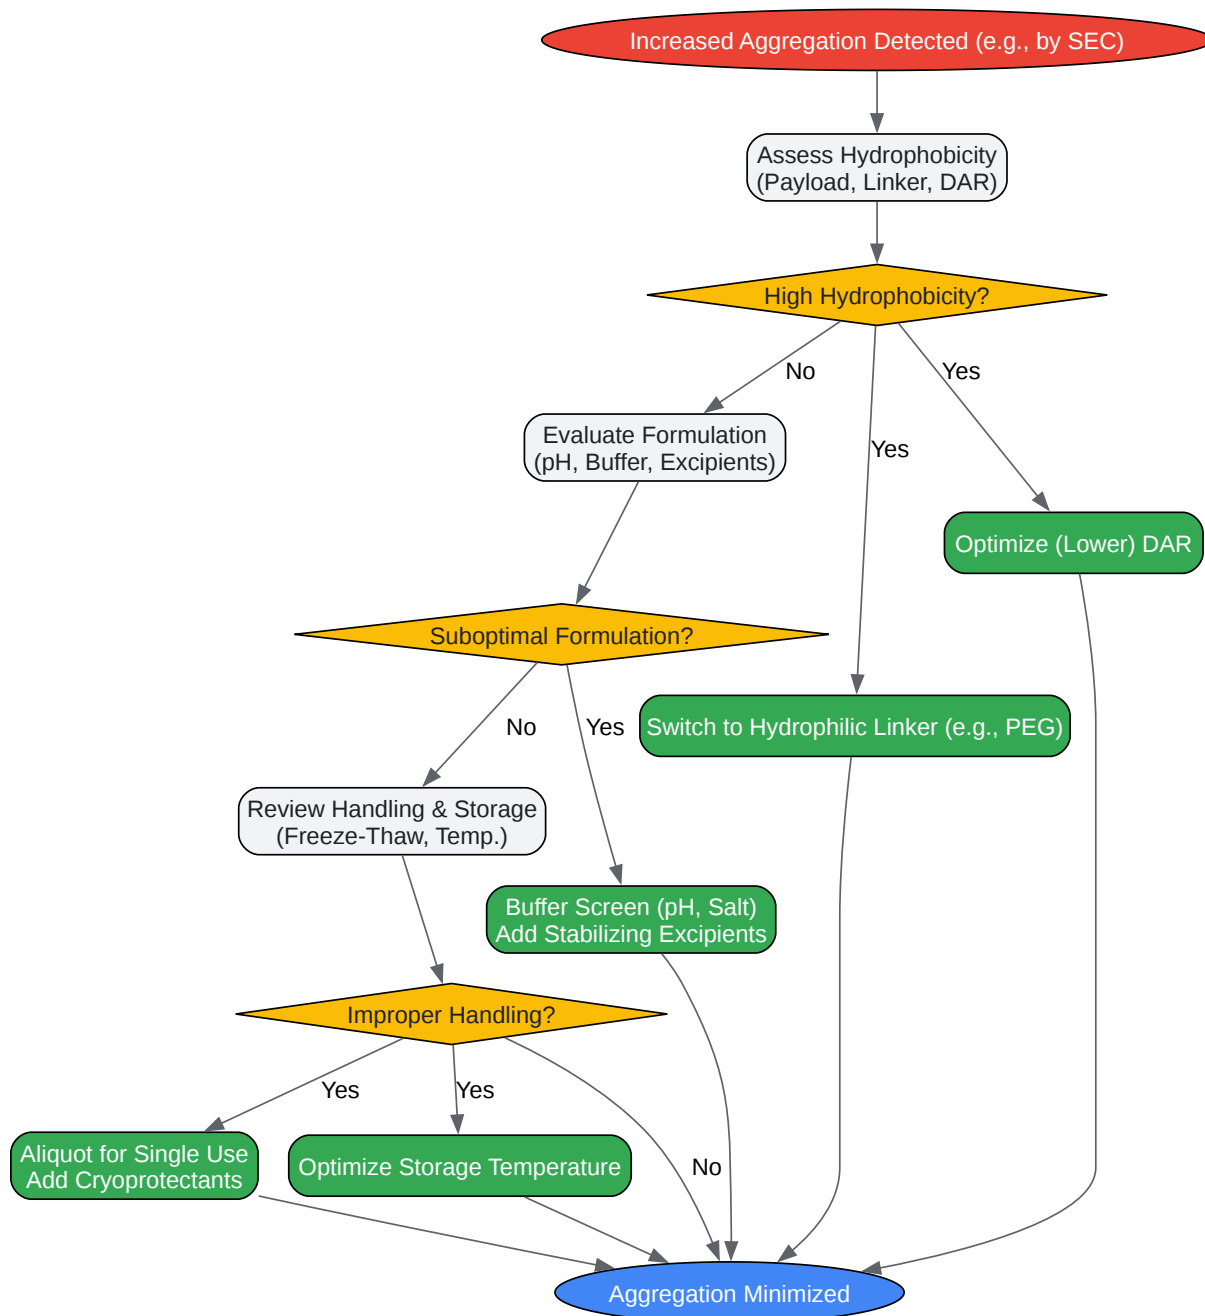 Increased Aggregation Detected (e.g., by SEC)
Assess Hydrophobicity
(Payload, Linker, DAR)
High Hydrophobicity?
No
Yes
Yes
Evaluate Formulation
(pH, Buffer, Excipients)
Optimize (Lower) DAR
Suboptimal Formulation?
No
Yes
Switch to Hydrophilic Linker (e.g., PEG)
Review Handling & Storage
(Freeze-Thaw, Temp.)
Buffer Screen (pH, Salt)
Add Stabilizing Excipients
Improper Handling?
Yes
Yes
No
Aliquot for Single Use
Add Cryoprotectants
Optimize Storage Temperature
Aggregation Minimized